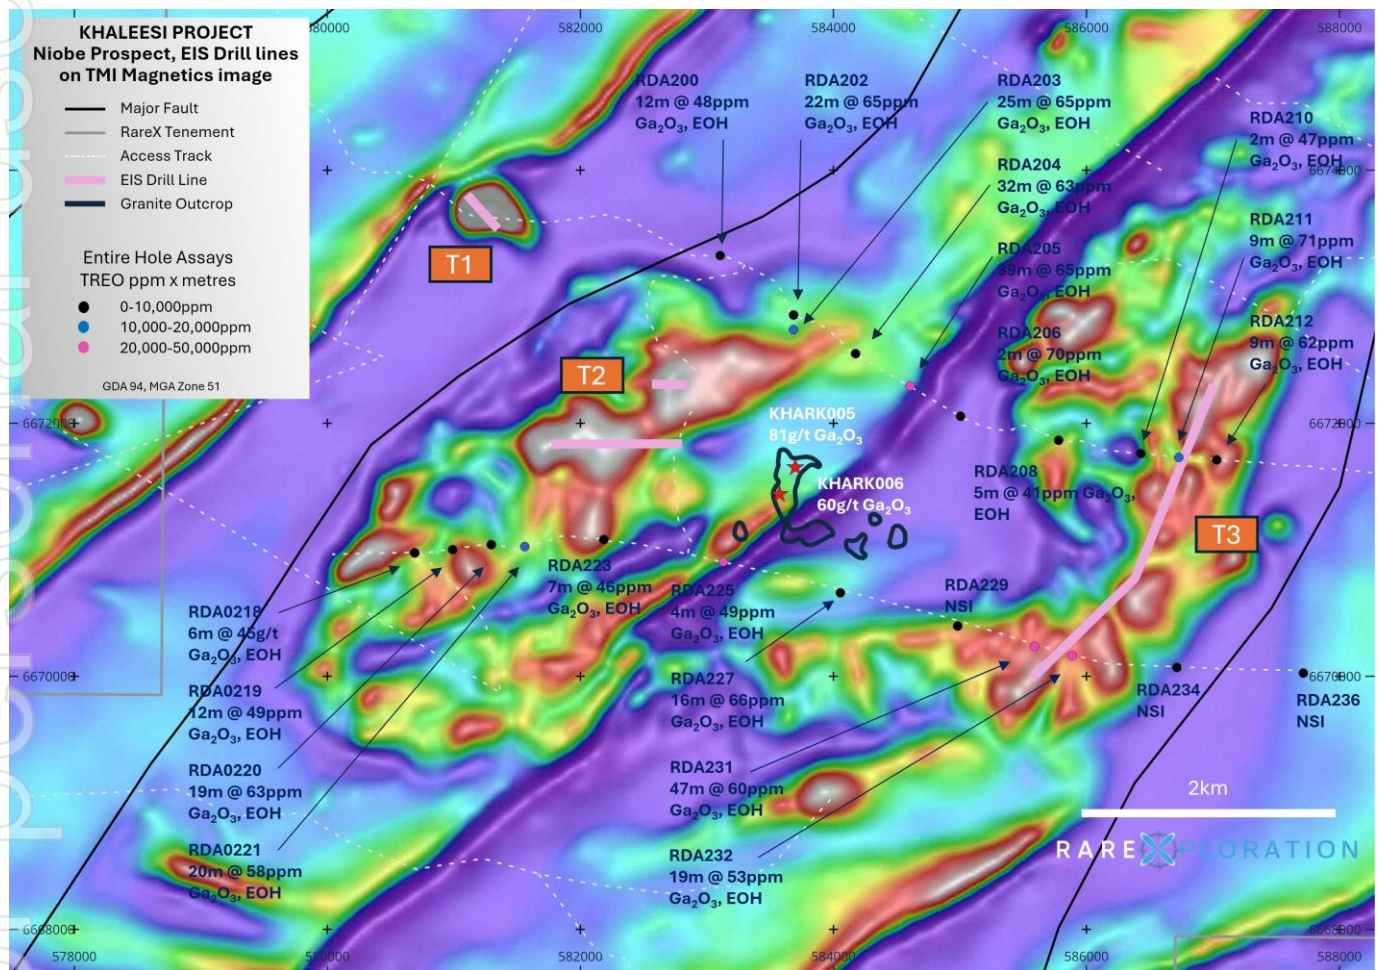 KHALEESI PROJECT
Niobe Prospect, EIS Drill lines
on TMI Magnetics image
Major Fault
RareX Tenement
Access Track
EIS Drill Line
Granite Outcrop
Entire Hole Assays
TREO ppm x metres
0-10,000ppm
10,000-20,000ppm
20,000-50,000ppm
GDA 94, MGA Zone 51
580000
582000
584000
586000
588000
RDA200
12m @ 48ppm
Ga₂O₃, EOH
RDA202
22m @ 65ppm
Ga₂O₃, EOH
RDA203
25m @ 65ppm
Ga₂O₃, EOH
RDA204
32m @ 63ppm
Ga₂O₃, EOH
RDA205
39m @ 65ppm
Ga₂O₃, EOH
RDA206
2m @ 70ppm
Ga₂O₃, EOH
RDA210
2m @ 47ppm
Ga₂O₃, EOH
RDA211
9m @ 71ppm
Ga₂O₃, EOH
RDA212
9m @ 62ppm
Ga₂O₃, EOH
6674000
T1
T2
6672000
6672000
KHARK005
81g/t Ga₂O₃
KHARK006
60g/t Ga₂O₃
RDA208
5m @ 41ppm Ga₂O₃,
EOH
T3
RDA223
7m @ 46ppm
Ga₂O₃, EOH
RDA225
4m @ 49ppm
Ga₂O₃, EOH
RDA229
NSI
RDA0218
6m @ 45g/t
Ga₂O₃, EOH
RDA227
16m @ 66ppm
Ga₂O₃, EOH
6670000
6670000
RDA234
NSI
RDA236
NSI
RDA0219
12m @ 49ppm
Ga₂O₃, EOH
RDA0220
19m @ 63ppm
Ga₂O₃, EOH
RDA231
47m @ 60ppm
Ga₂O₃, EOH
2km
RDA0221
20m @ 58ppm
Ga₂O₃, EOH
RDA232
19m @ 53ppm
Ga₂O₃, EOH
RAREXPLORATION
6668000
6668000
578000
580000
582000
584000
586000
588000